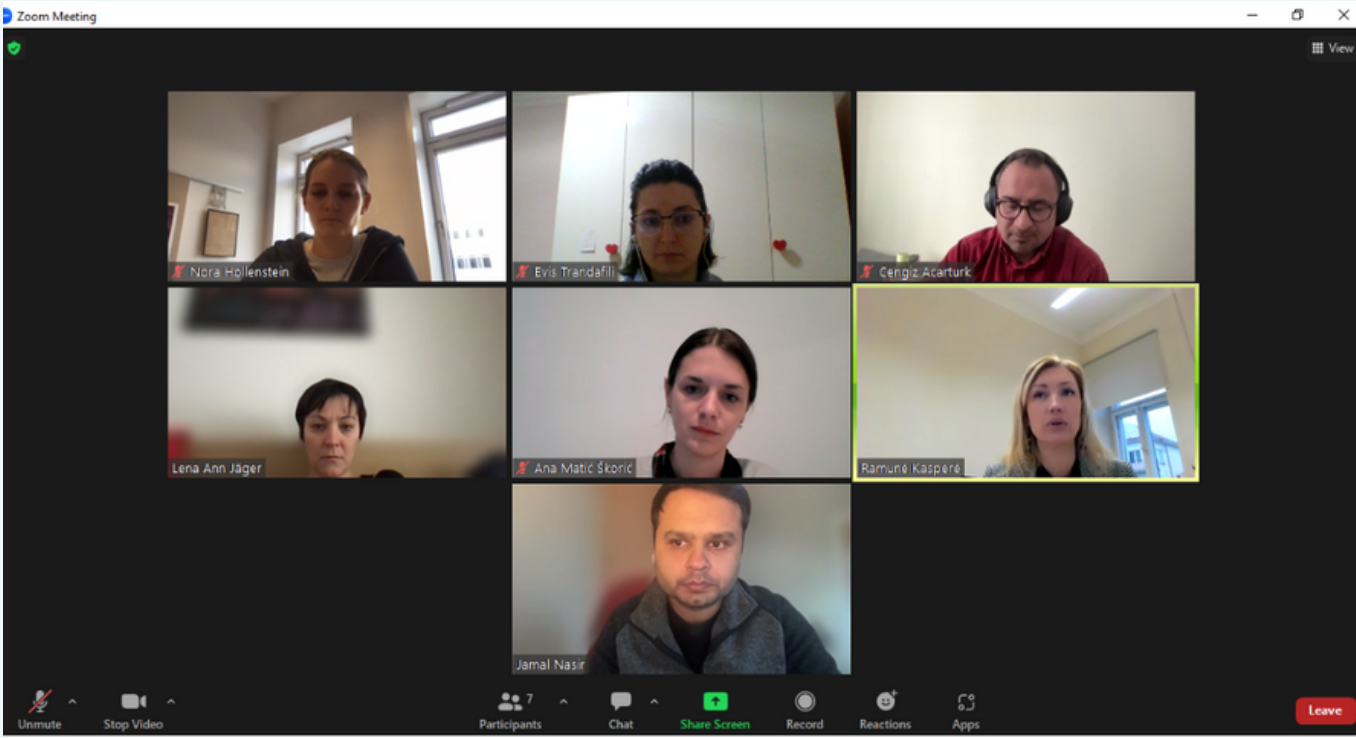 Zoom Meeting
View
Nora Hollenstein
Evis Trandafili
Cengiz Acarturk
Lena Ann Jäger
Ana Matić Škorić
Ramunė Kasperė
Jamal Nasir
Unmute
Stop Video
7
Participants
Chat
Share Screen
Record
Reactions
Apps
Leave